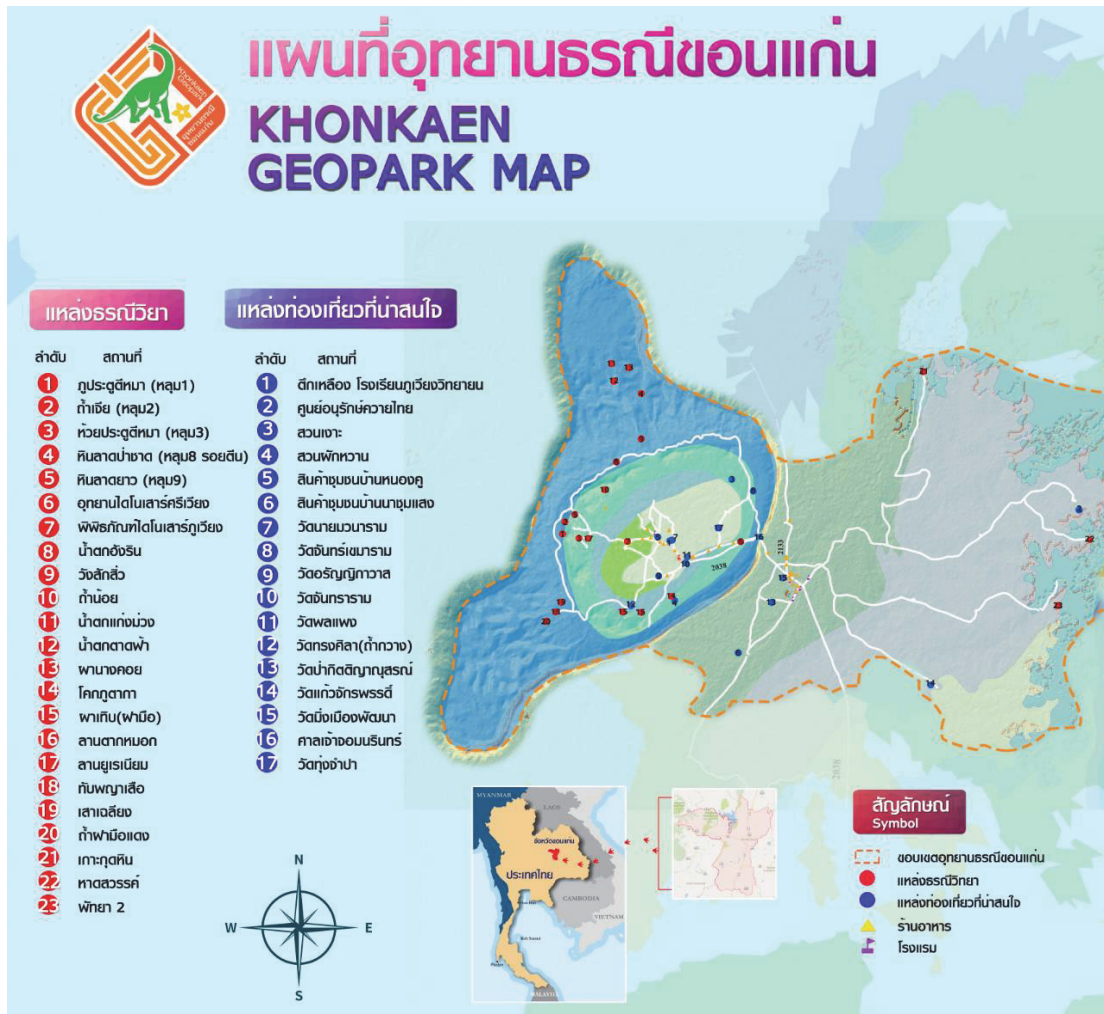 แผนที่อุทยานธรณีขอนแก่น
KHONKAEN
GEOPARK MAP
Khonkaen
Geopark
อุทยานธรณี
ขอนแก่น
แหล่งธรณีวิยา
ลำดับ สถานที่
1 ภูประตูตีหมา (หลุม1)
2 ถ้ำเจีย (หลุม2)
3 ห้วยประตูตีหมา (หลุม3)
4 หินลาดป่าชาด (หลุม8 รอยตีน)
5 หินลาดยาว (หลุม9)
6 อุทยานไดโนเสาร์ศรีเวียง
7 พิพิธภัณฑ์ไดโนเสาร์ภูเวียง
8 น้ำตกอังริน
9 วังสักสิ่ว
10 ถ้ำน้อย
11 น้ำตกแก่งม่วง
12 น้ำตกตาดฟ้า
13 ผานางคอย
14 โคกภูตากา
15 ผาเทิบ(ฝามือ)
16 ลานตากหมอก
17 ลานยูเรเนียม
18 ทับพญาเสือ
19 เสาเฉลียง
20 ถ้ำฝามือแดง
21 เกาะกุดหิน
22 หาดสวรรค์
23 พัทยา 2
แหล่งท่องเที่ยวที่น่าสนใจ
ลำดับ สถานที่
1 ตึกเหลือง โรงเรียนภูเวียงวิทยายน
2 ศูนย์อนุรักษ์ควายไทย
3 สวนเงาะ
4 สวนผักหวาน
5 สินค้าชุมชนบ้านหนองคู
6 สินค้าชุมชนบ้านนาชุมแสง
7 วัดนายมวนาราม
8 วัดจันทร์เขมาราม
9 วัดอรัญญิกาวาส
10 วัดจันทราราม
11 วัดพลแพง
12 วัดทรงศิลา(ถ้ำกวาง)
13 วัดป่ากิตติญาณุสรณ์
14 วัดแก้วจักรพรรดิ์
15 วัดมิ่งเมืองพัฒนา
16 ศาลเจ้าจอมนรินทร์
17 วัดทุ่งจำปา
2038
2133
2038
N
W
E
S
MYANMAR
LAOS
จังหวัดขอนแก่น
ประเทศไทย
CAMBODIA
VIETNAM
MALAYSIA
สัญลักษณ์
Symbol
ขอบเขตอุทยานธรณีขอนแก่น
แหล่งธรณีวิทยา
แหล่งท่องเที่ยวที่น่าสนใจ
ร้านอาหาร
โรงแรม